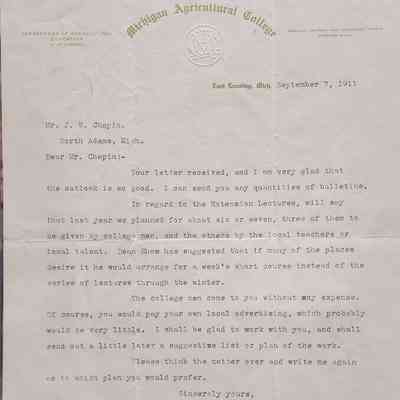 Michigan Agricultural College
DEPARTMENT OF AGRICULTURAL
EDUCATION
East Lansing, Mich. September 7, 1911
Mr. J. W. Chapin.
North Adams, Mich.
Dear Mr. Chapin:-
Your letter received, and I am very glad that
the outlook is so good. I can send you any quantities of bulletins.
In regard to the Extension Lectures, will say
that last year we planned for about six or seven, three of them to
be given by college men, and the others by the local teachers or
local talent. Dean Shaw has suggested that if many of the places
desire it he would arrange for a week's short course instead of the
series of lectures through the winter.
The college men come to you without any expense.
Of course, you would pay your own local advertising, which probably
would be very little. I shall be glad to work with you, and shall
send out a little later a suggestive list or plan of the work.
Please think the matter over and write me again
as to which plan you would prefer.
Sincerely yours,